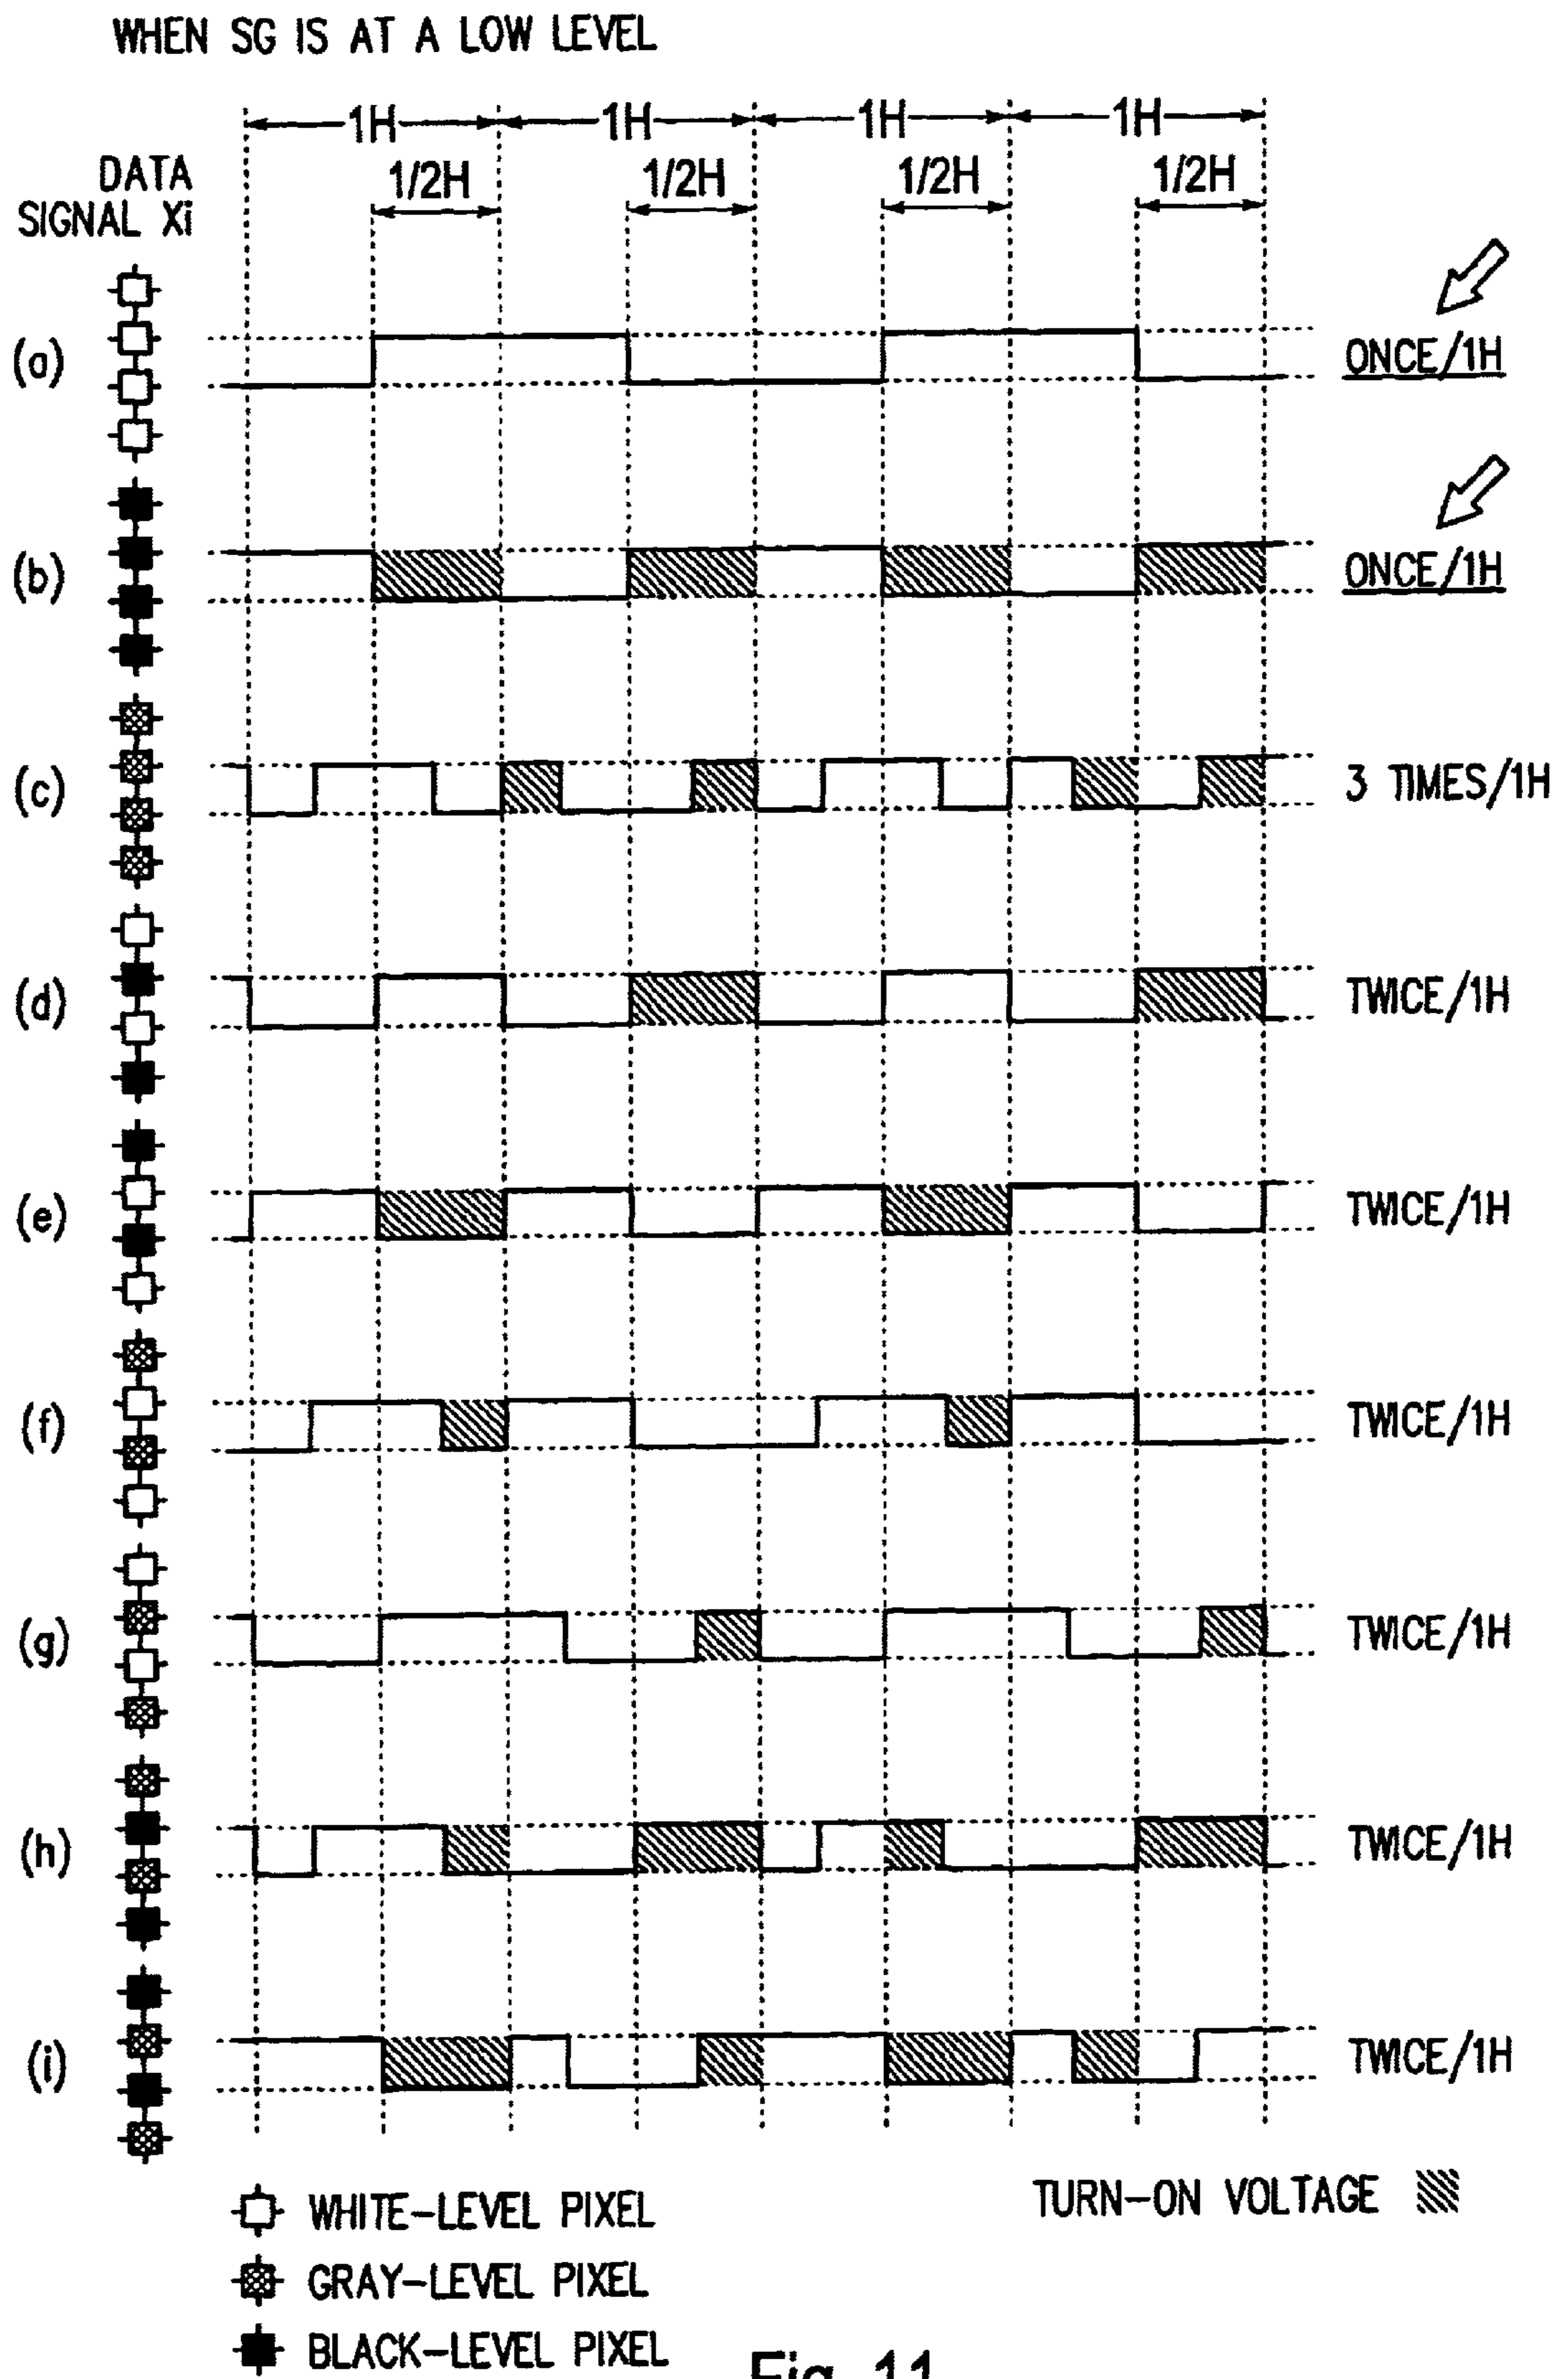 WHEN SG IS AT A LOW LEVEL
1H 1H 1H 1H
DATA
SIGNAL Xi
1/2H 1/2H 1/2H 1/2H
(a) ONCE/1H
(b) ONCE/1H
(c) 3 TIMES/1H
(d) TWICE/1H
(e) TWICE/1H
(f) TWICE/1H
(g) TWICE/1H
(h) TWICE/1H
(i) TWICE/1H
WHITE-LEVEL PIXEL
TURN-ON VOLTAGE
GRAY-LEVEL PIXEL
BLACK-LEVEL PIXEL
Fig. 11